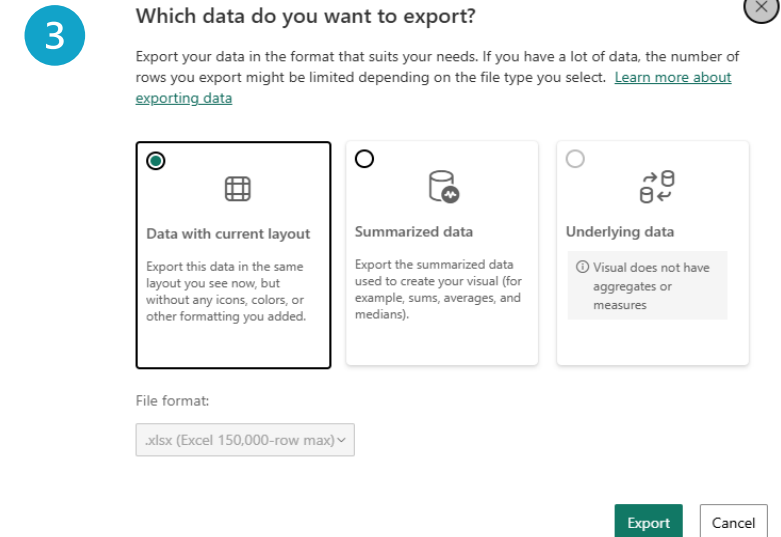 3
Which data do you want to export?
Export your data in the format that suits your needs. If you have a lot of data, the number of
rows you export might be limited depending on the file type you select. Learn more about
exporting data
Data with current layout
Export this data in the same
layout you see now, but
without any icons, colors, or
other formatting you added.
Summarized data
Export the summarized data
used to create your visual (for
example, sums, averages, and
medians).
Underlying data
Visual does not have
aggregates or
measures
File format:
.xlsx (Excel 150,000-row max)
Export
Cancel